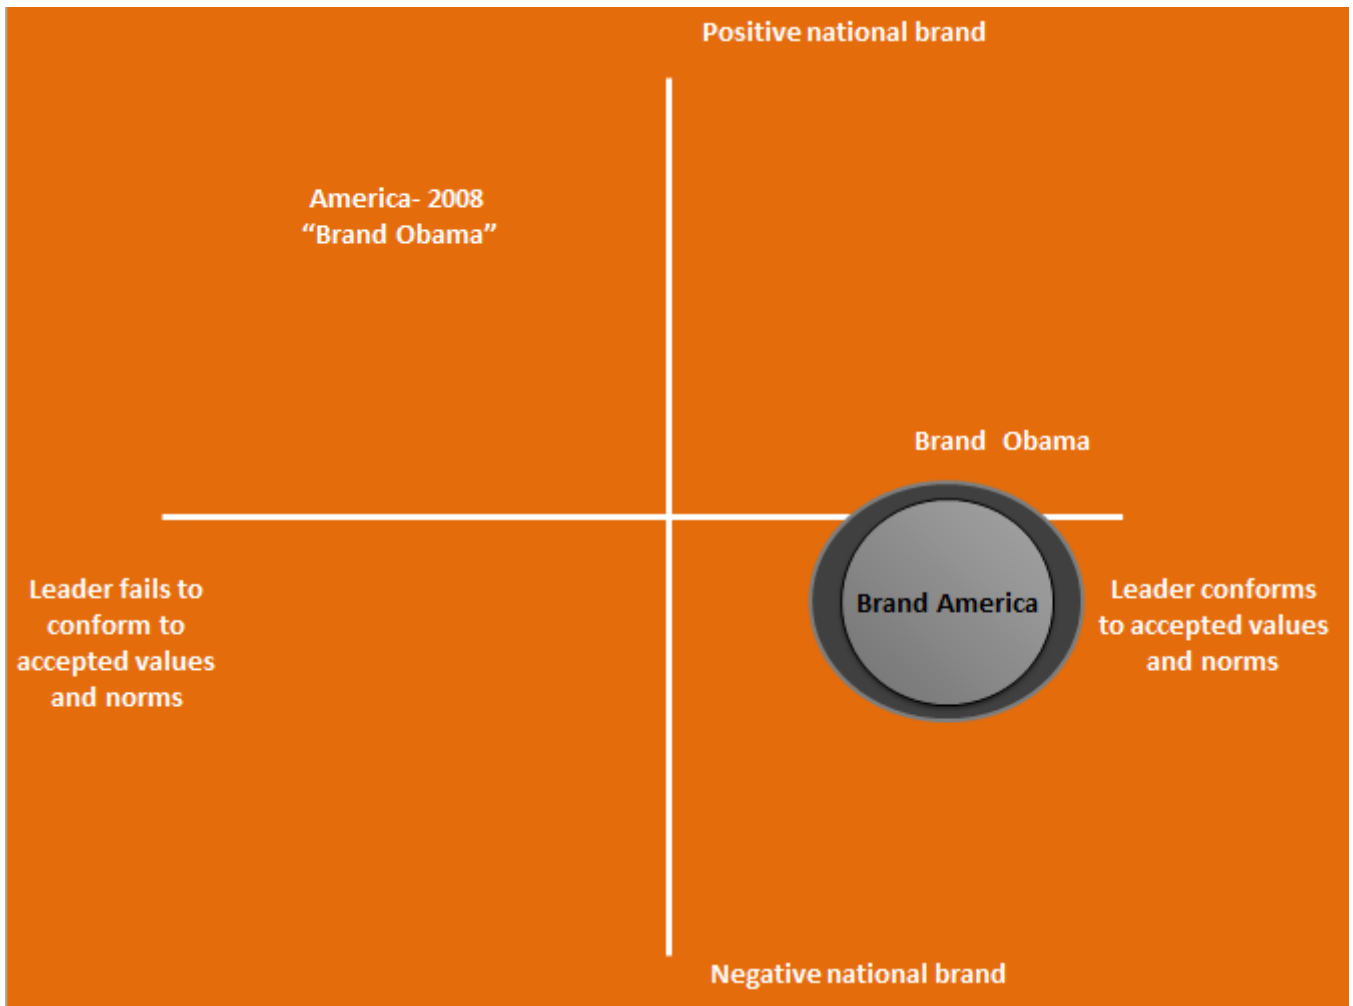 Positive national brand
America- 2008
“Brand Obama”
Brand Obama
Brand America
Leader fails to
conform to
accepted values
and norms
Leader conforms
to accepted values
and norms
Negative national brand